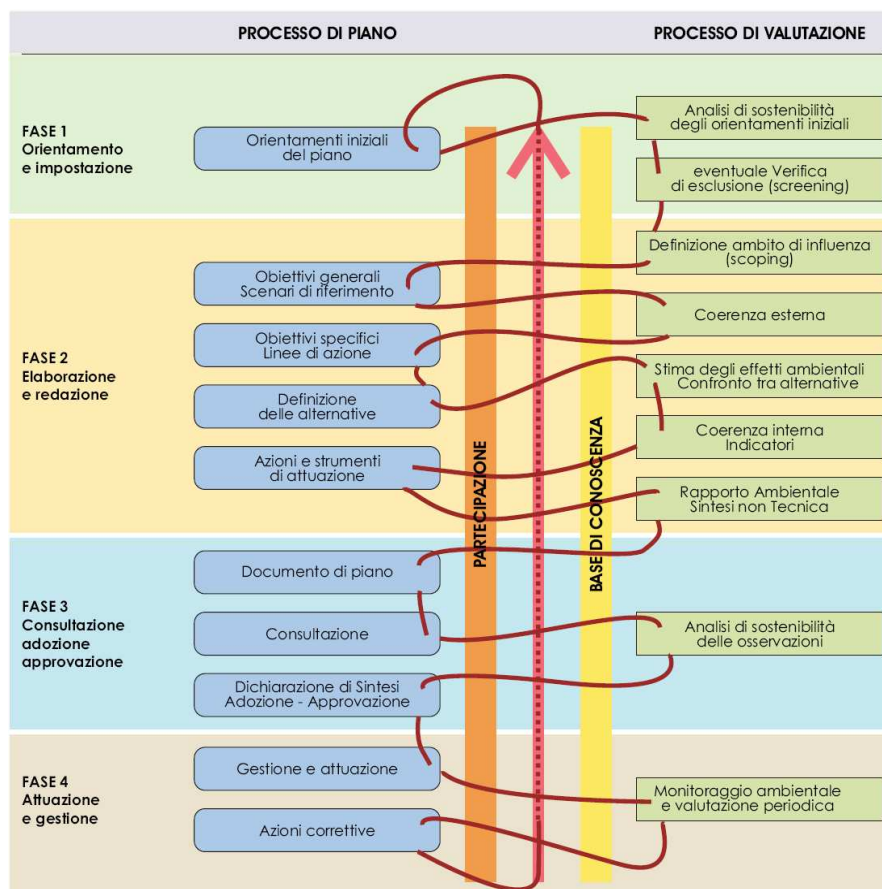 PROCESSO DI PIANO
PROCESSO DI VALUTAZIONE
FASE 1
Orientamento
e impostazione
Orientamenti iniziali
del piano
Analisi di sostenibilità
degli orientamenti iniziali
eventuale Verifica
di esclusione (screening)
FASE 2
Elaborazione
e redazione
Definizione ambito di influenza
(scoping)
Obiettivi generali
Scenari di riferimento
Coerenza esterna
Obiettivi specifici
Linee di azione
Stima degli effetti ambientali
Confronto tra alternative
Definizione
delle alternative
Coerenza interna
Indicatori
Azioni e strumenti
di attuazione
Rapporto Ambientale
Sintesi non Tecnica
PARTECIPAZIONE
BASE DI CONOSCENZA
FASE 3
Consultazione
adozione
approvazione
Documento di piano
Consultazione
Analisi di sostenibilità
delle osservazioni
Dichiarazione di Sintesi
Adozione - Approvazione
FASE 4
Attuazione
e gestione
Gestione e attuazione
Monitoraggio ambientale
e valutazione periodica
Azioni correttive